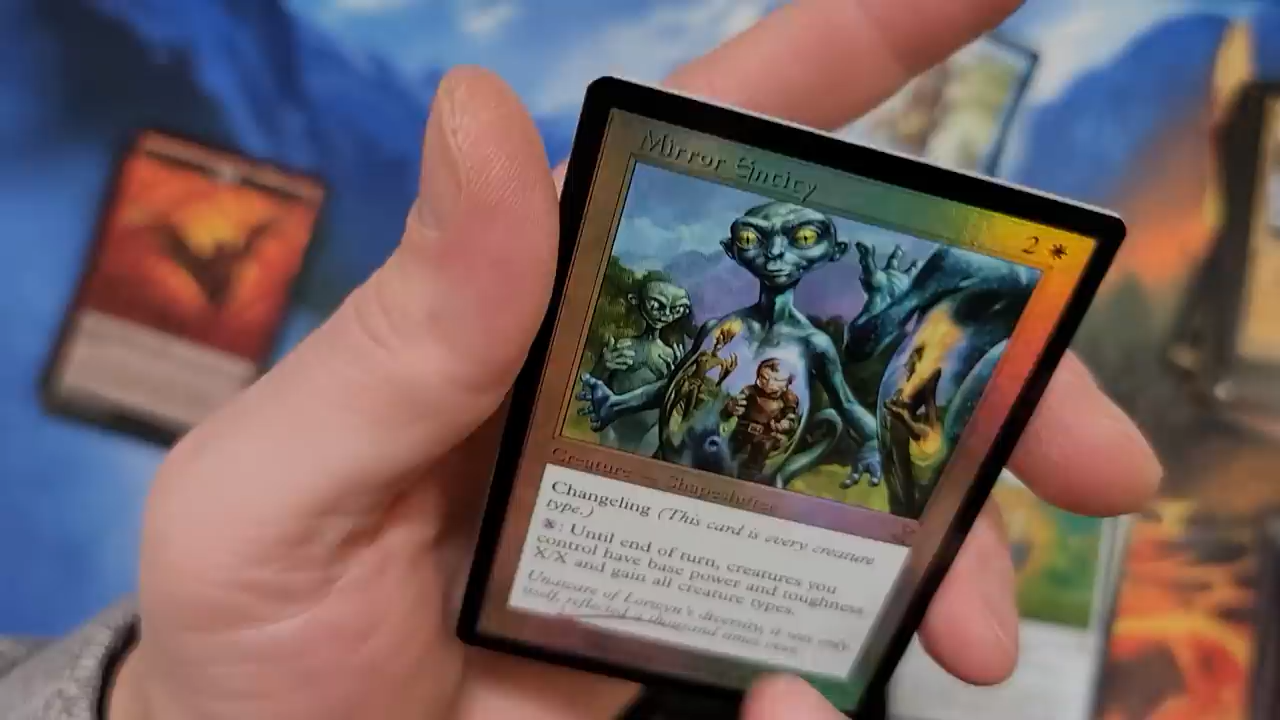 Mirror Entity
2
Creature — Shapeshifter
Changeling (This card is every creature
type.)
X: Until end of turn, creatures you
control have base power and toughness
X/X and gain all creature types.
Unaware of Lorwyn's diversity, it sees only
itself, reflected a thousand times over.